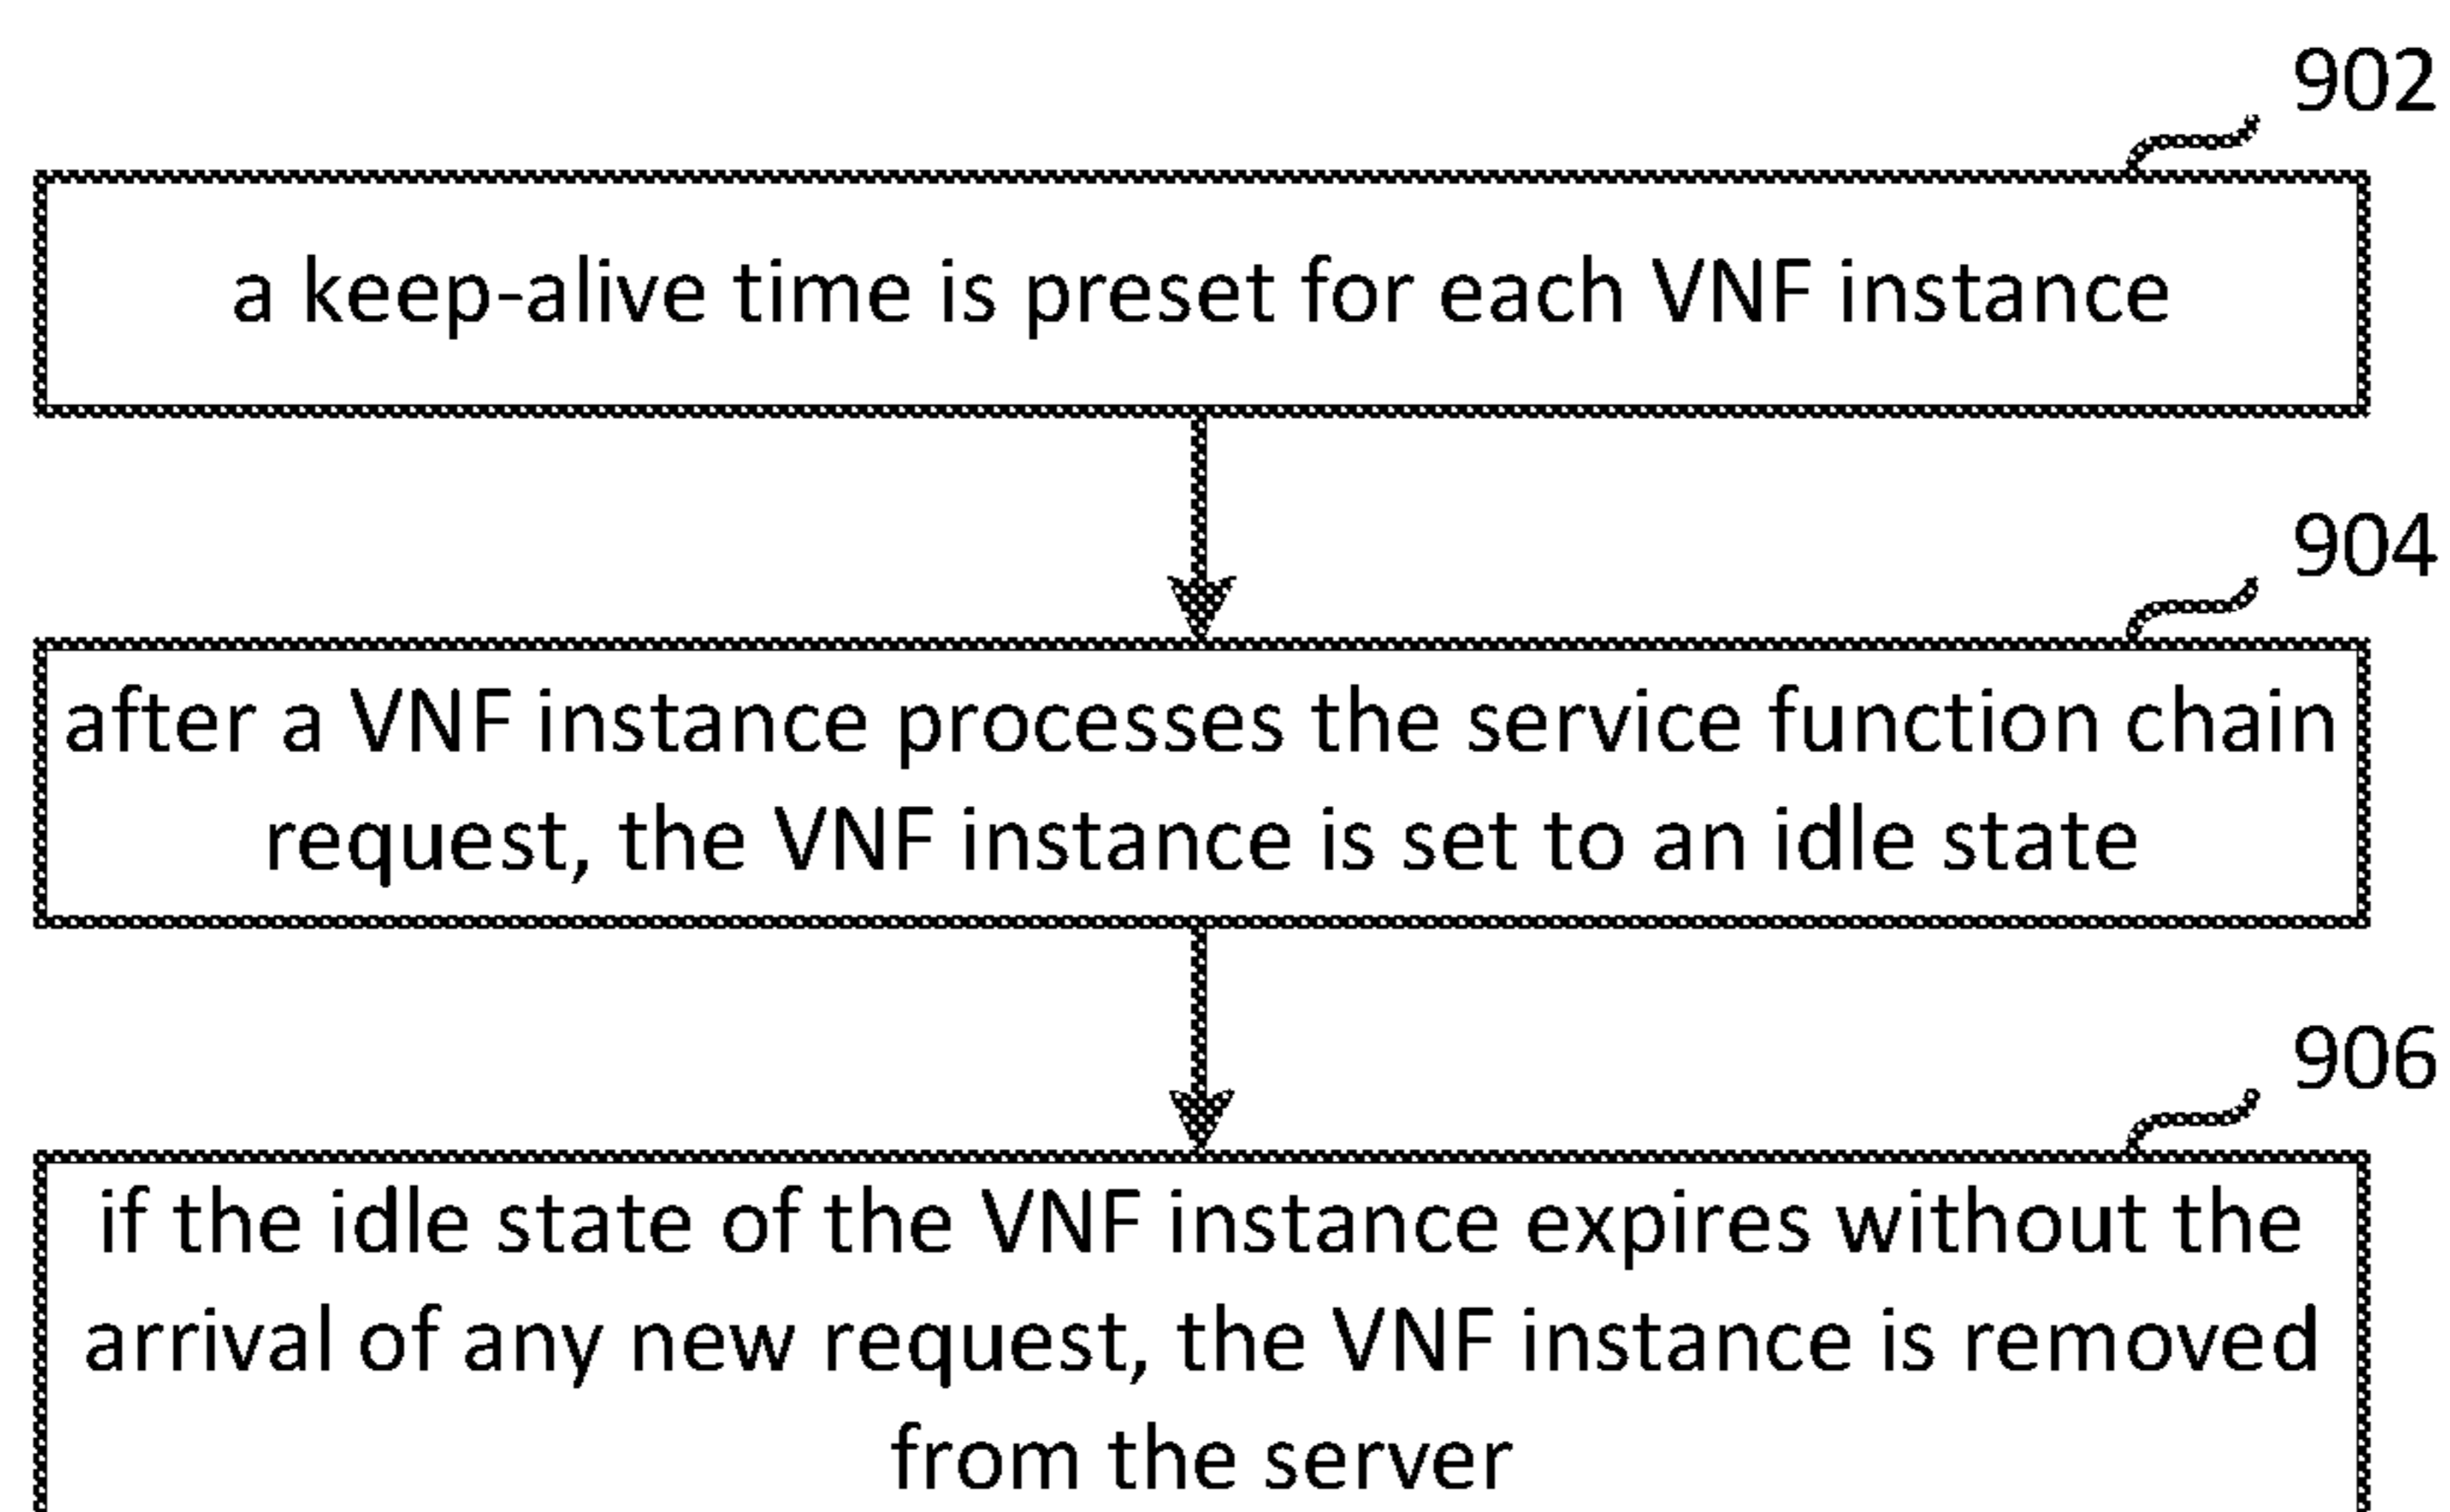 902
a keep-alive time is preset for each VNF instance
904
after a VNF instance processes the service function chain
request, the VNF instance is set to an idle state
906
if the idle state of the VNF instance expires without the
arrival of any new request, the VNF instance is removed
from the server